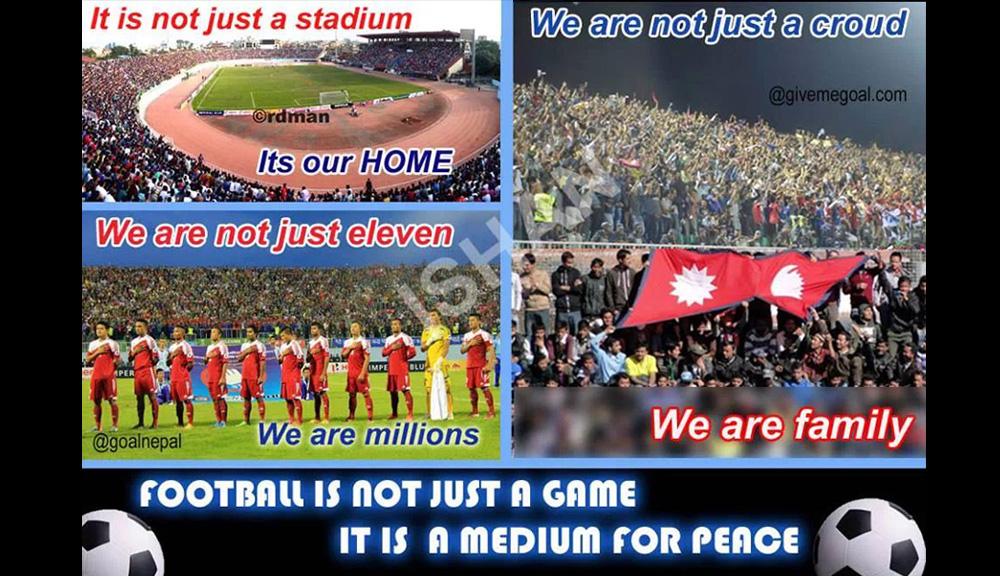 It is not just a stadium
©rdman
Its our HOME
We are not just a croud
@givemegoal.com
We are not just eleven
ISHAN
@goalnepal
We are millions
We are family
FOOTBALL IS NOT JUST A GAME
IT IS A MEDIUM FOR PEACE